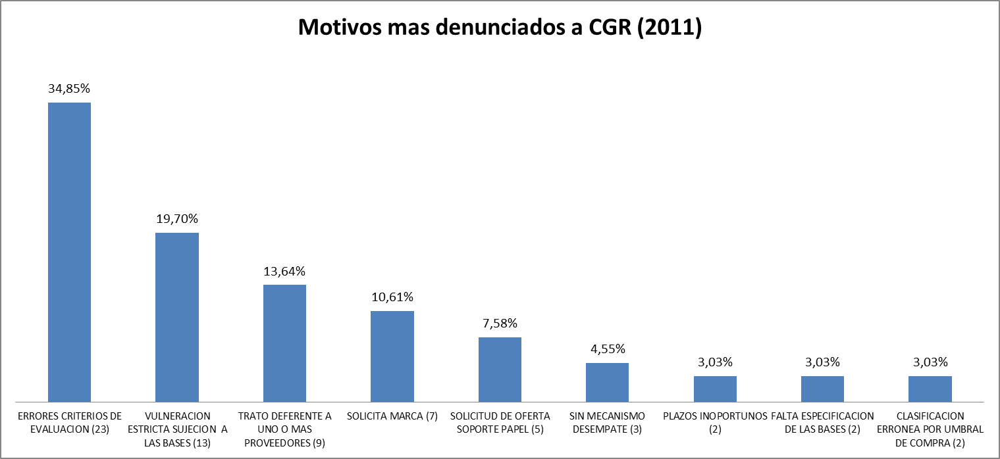 Motivos mas denunciados a CGR (2011)
34,85%
19,70%
13,64%
10,61%
7,58%
4,55%
3,03%
3,03%
3,03%
ERRORES CRITERIOS DE
EVALUACION (23)
VULNERACION
ESTRICTA SUJECION A
LAS BASES (13)
TRATO DEFERENTE A
UNO O MAS
PROVEEDORES (9)
SOLICITA MARCA (7)
SOLICITUD DE OFERTA
SOPORTE PAPEL (5)
SIN MECANISMO
DESEMPATE (3)
PLAZOS INOPORTUNOS
(2)
FALTA ESPECIFICACION
DE LAS BASES (2)
CLASIFICACION
ERRONEA POR UMBRAL
DE COMPRA (2)